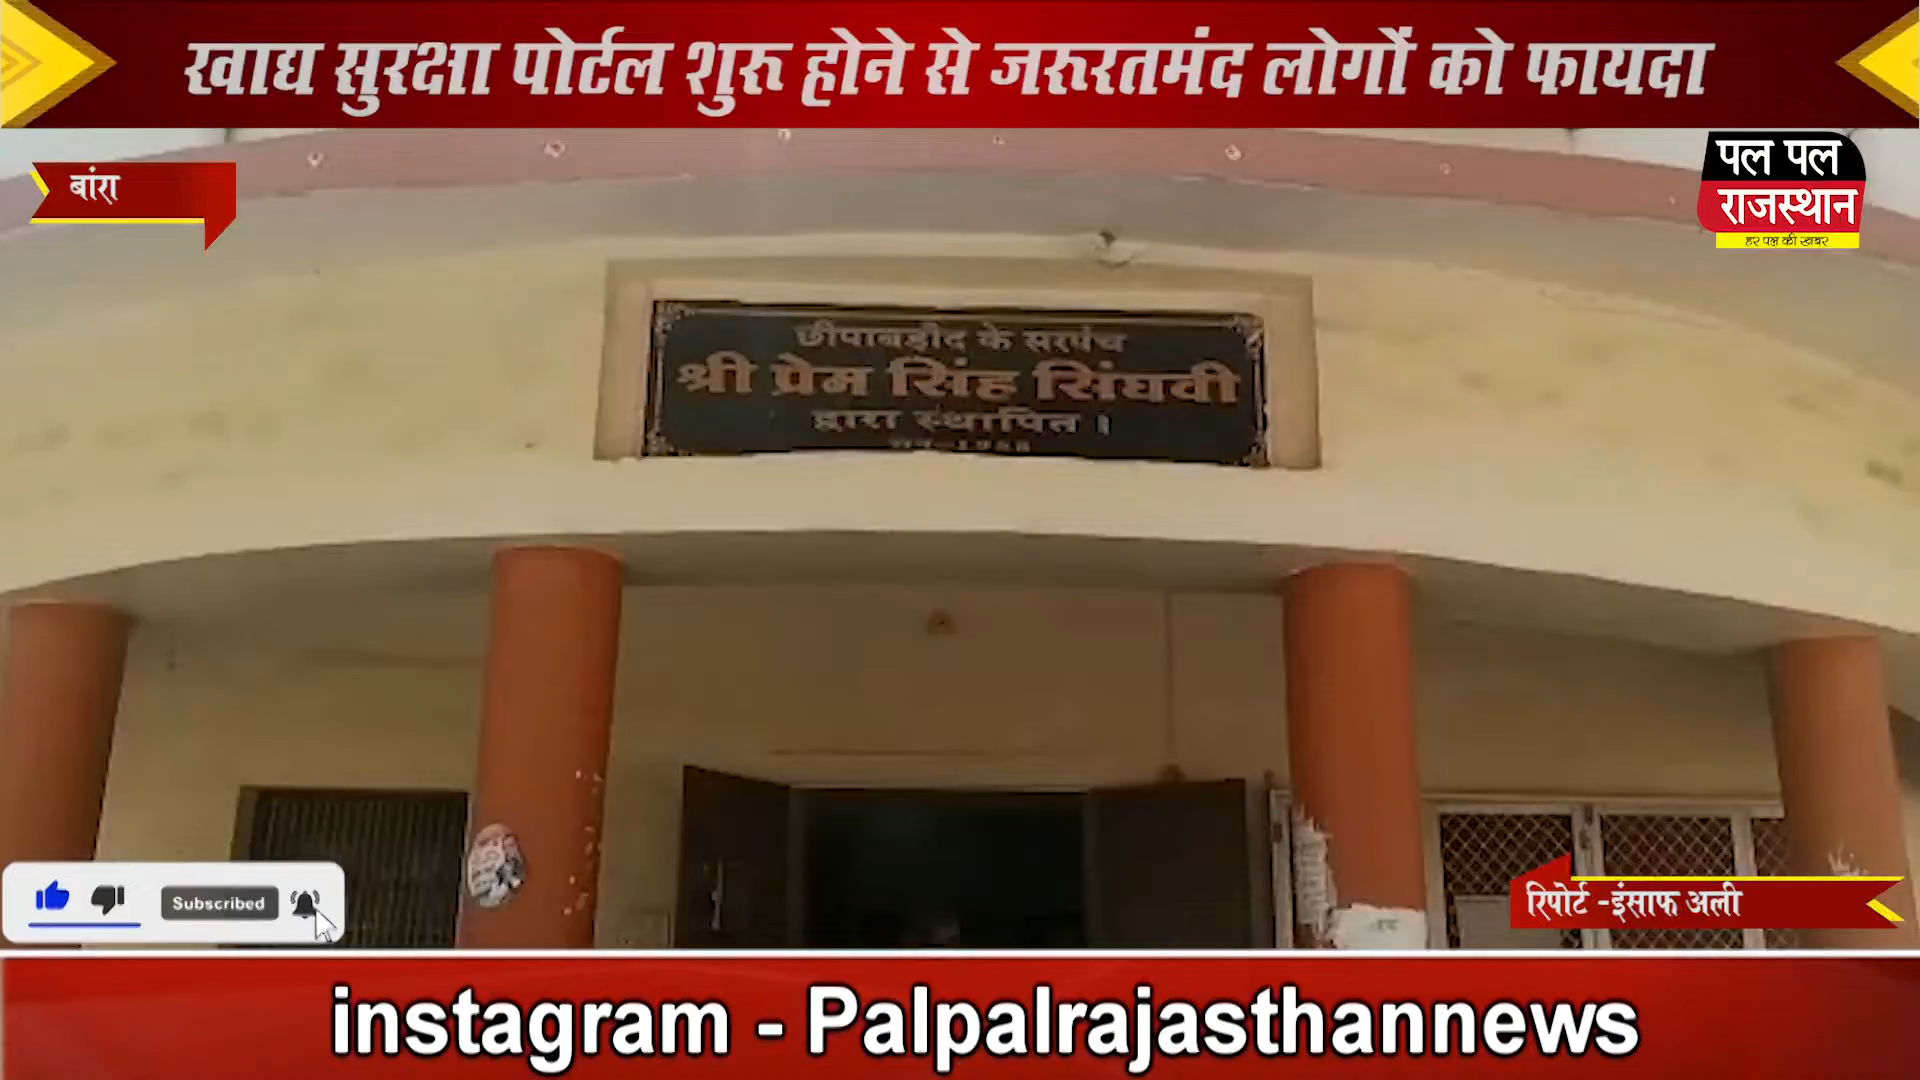 खाद्य सुरक्षा पोर्टल शुरू होने से जरूरतमंद लोगों को फायदा
बांरा
पल पल
राजस्थान
हर पल की खबर
छीपाबड़ौद के सरपंच
श्री प्रेम सिंह सिंघवी
द्वारा स्थापित ।
Subscribed
रिपोर्ट -इंसाफ अली
instagram - Palpalrajasthannews